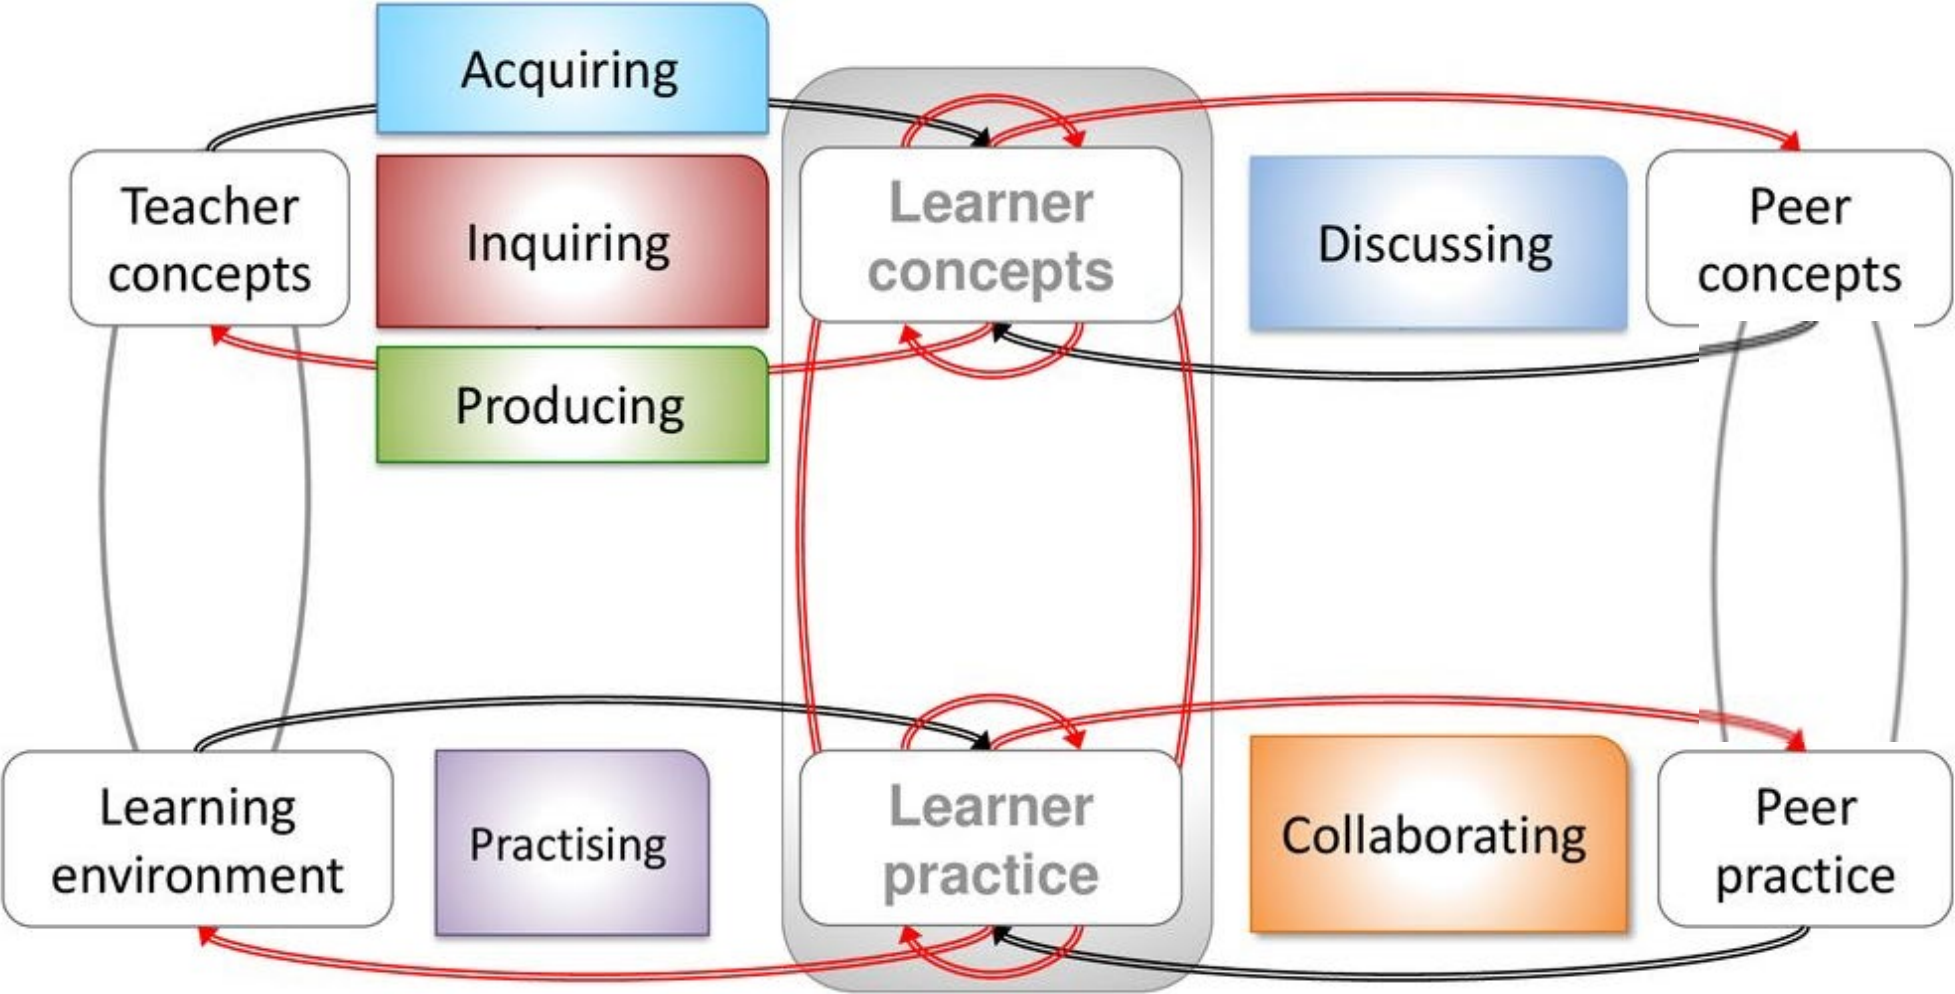 Acquiring
Teacher
concepts
Inquiring
Learner
concepts
Discussing
Peer
concepts
Producing
Learning
environment
Practising
Learner
practice
Collaborating
Peer
practice